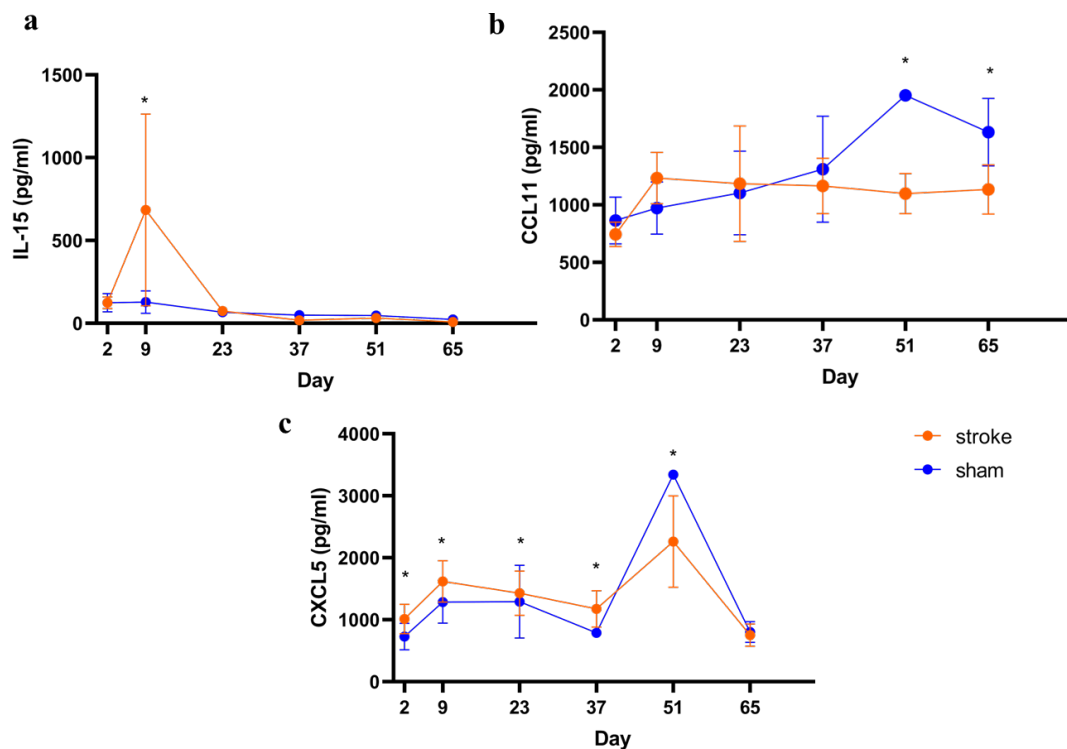 a
IL-15 (pg/ml)
1500
1000
500
0
*
2 9 23 37 51 65
Day
b
CCL11 (pg/ml)
2500
2000
1500
1000
500
0
* *
2 9 23 37 51 65
Day
c
CXCL5 (pg/ml)
4000
3000
2000
1000
0
* * * * *
2 9 23 37 51 65
Day
stroke
sham